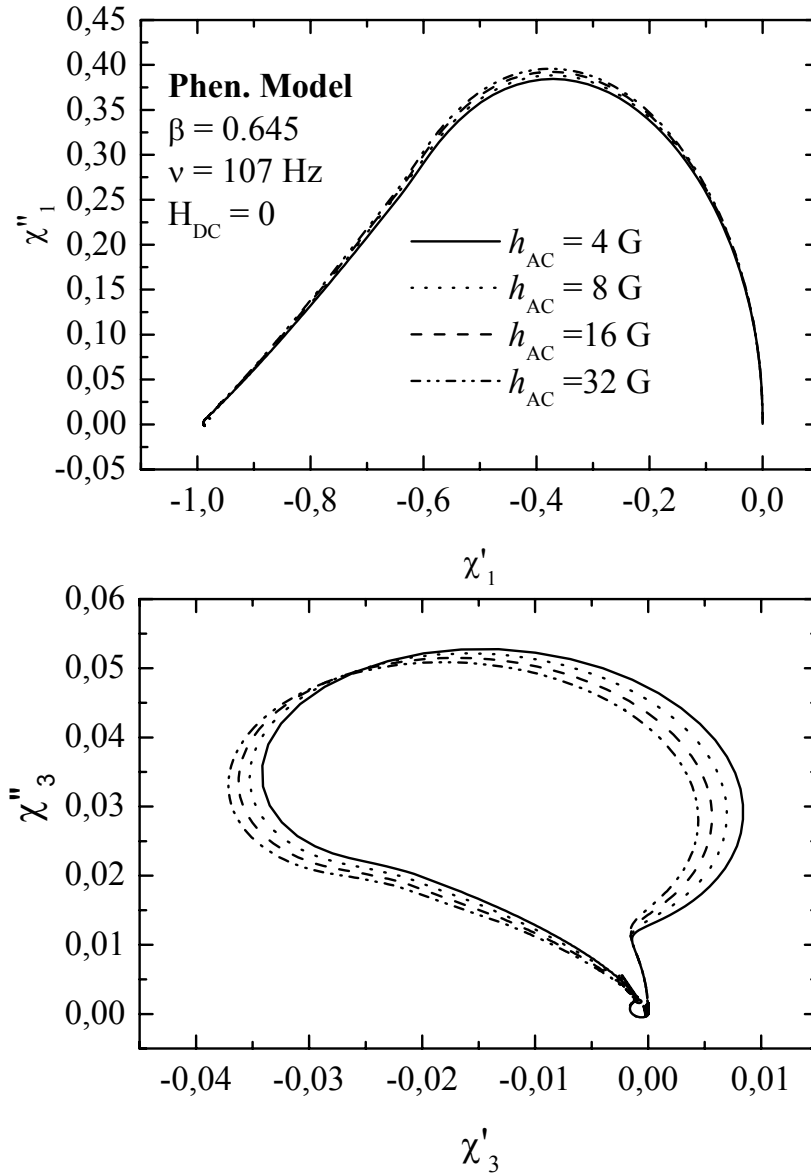 0,45
0,40
0,35
0,30
0,25
0,20
0,15
0,10
0,05
0,00
-0,05
χ''₁
Phen. Model
β = 0.645
ν = 107 Hz
H_DC = 0
h_AC = 4 G
h_AC = 8 G
h_AC =16 G
h_AC =32 G
-1,0 -0,8 -0,6 -0,4 -0,2 0,0
χ'₁
0,06
0,05
0,04
0,03
0,02
0,01
0,00
χ''₃
-0,04 -0,03 -0,02 -0,01 0,00 0,01
χ'₃